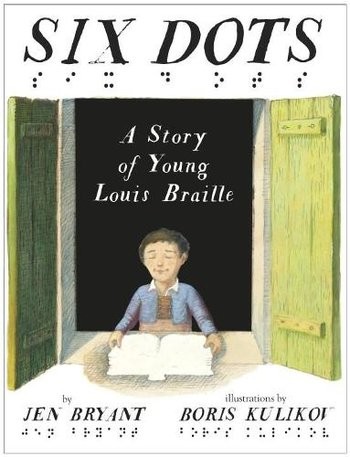 SIX DOTS
⠎⠊⠭ ⠙⠕⠞⠎
A Story
of Young
Louis Braille
by
JEN BRYANT
⠚⠑⠝ ⠃⠗⠽⠁⠝⠞
illustrations by
BORIS KULIKOV
⠃⠕⠗⠊⠎ ⠅⠥⠇⠊⠅⠕⠧